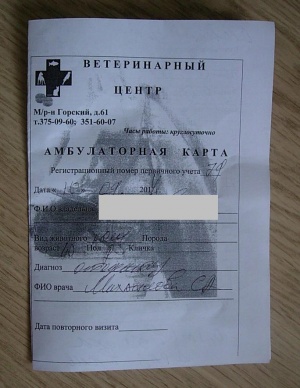 ВЕТЕРИНАРНЫЙ
ЦЕНТР
М/р-н Горский, д.61
т.375-09-60; 351-60-07
Часы работы: круглосуточно
АМБУЛАТОРНАЯ КАРТА
Регистрационный номер первичного учета
Дата «
Ф И О владельца
Вид животного Порода
Возраст Пол Кличка
Диагноз
ФИО врача
Дата повторного визита